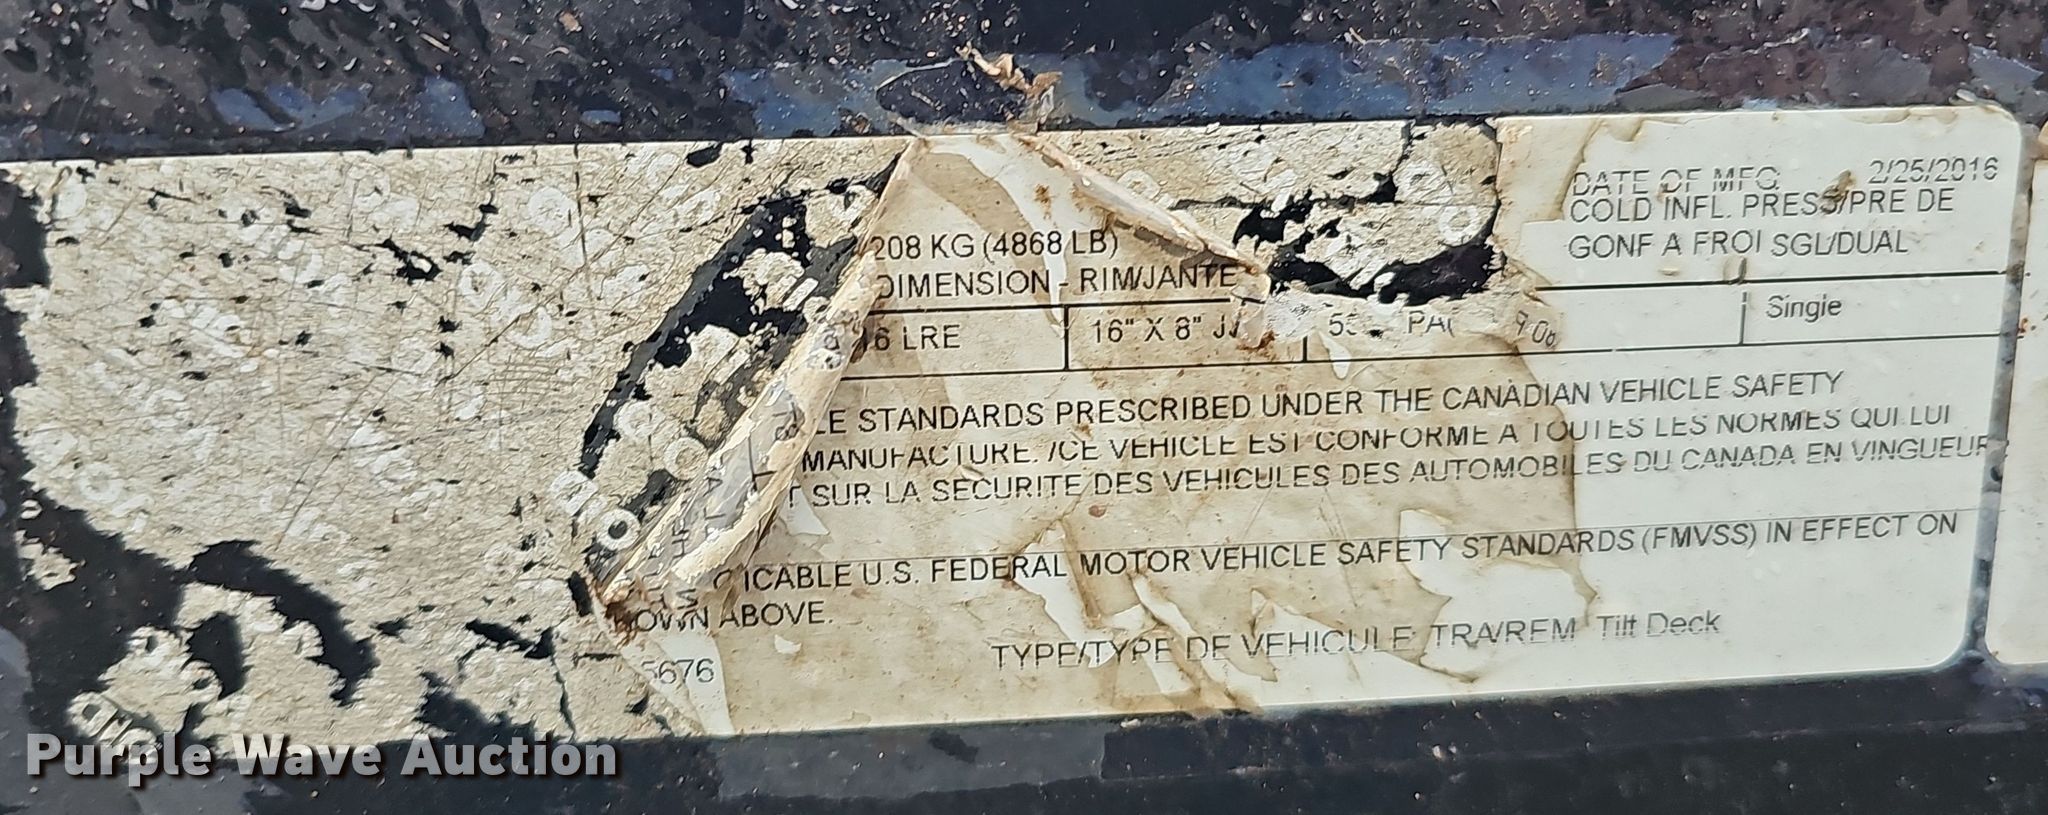 DATE OF MFG 2/25/2016
COLD INFL. PRESS/PRE DE
GONF A FROI SGL/DUAL
208 KG (4868 LB)
DIMENSION - RIM/JANTE
16 LRE 16" X 8" Single
STANDARDS PRESCRIBED UNDER THE CANADIAN VEHICLE SAFETY
MANUFACTURE. /CE VEHICLE EST CONFORME A TOUTES LES NORMES QUI LUI
SUR LA SECURITE DES VEHICULES DES AUTOMOBILES DU CANADA EN VINGUEUR
ICABLE U.S. FEDERAL MOTOR VEHICLE SAFETY STANDARDS (FMVSS) IN EFFECT ON
OWN ABOVE.
5676 TYPE/TYPE DE VEHICULE: TRA/REM Tilt Deck
Purple Wave Auction